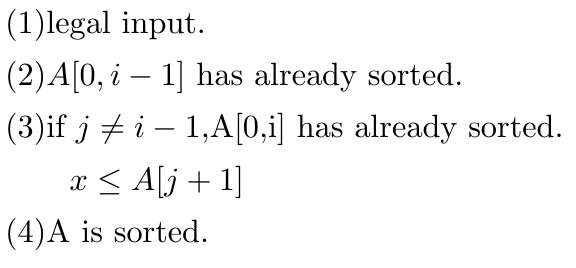 (1)legal input.
(2)A[0, i − 1] has already sorted.
(3)if j ≠ i − 1,A[0,i] has already sorted.
x ≤ A[j + 1]
(4)A is sorted.